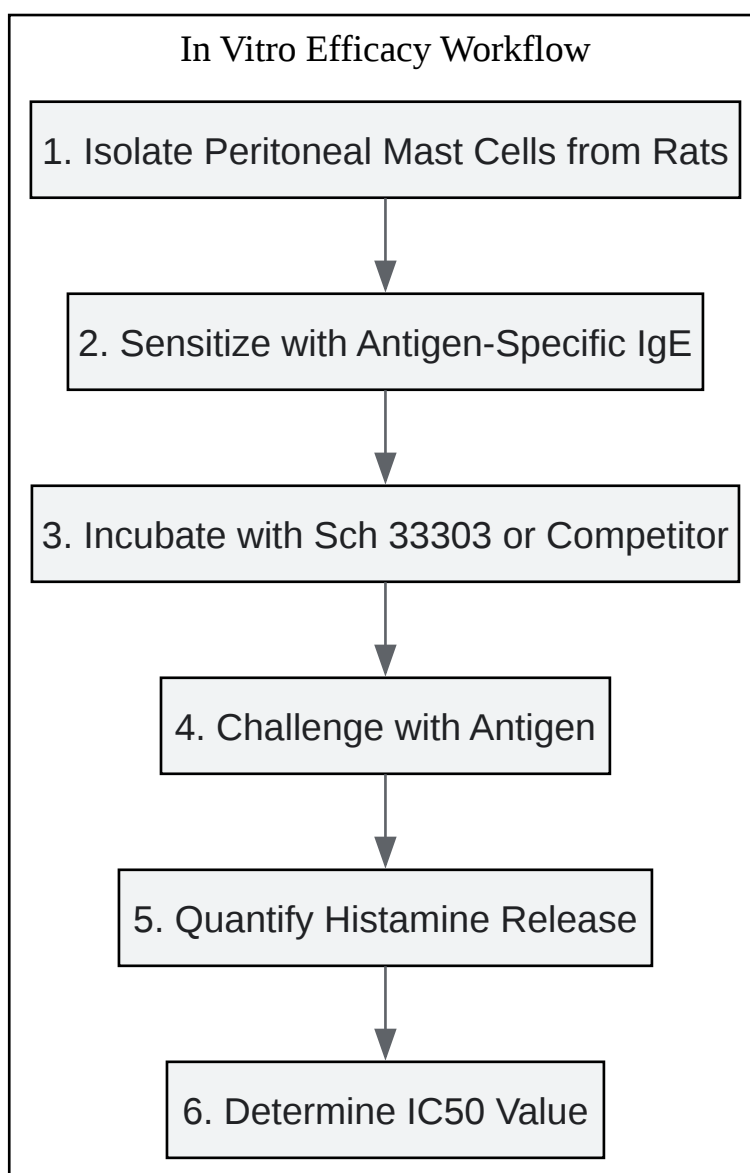 In Vitro Efficacy Workflow
1. Isolate Peritoneal Mast Cells from Rats
2. Sensitize with Antigen-Specific IgE
3. Incubate with Sch 33303 or Competitor
4. Challenge with Antigen
5. Quantify Histamine Release
6. Determine IC50 Value